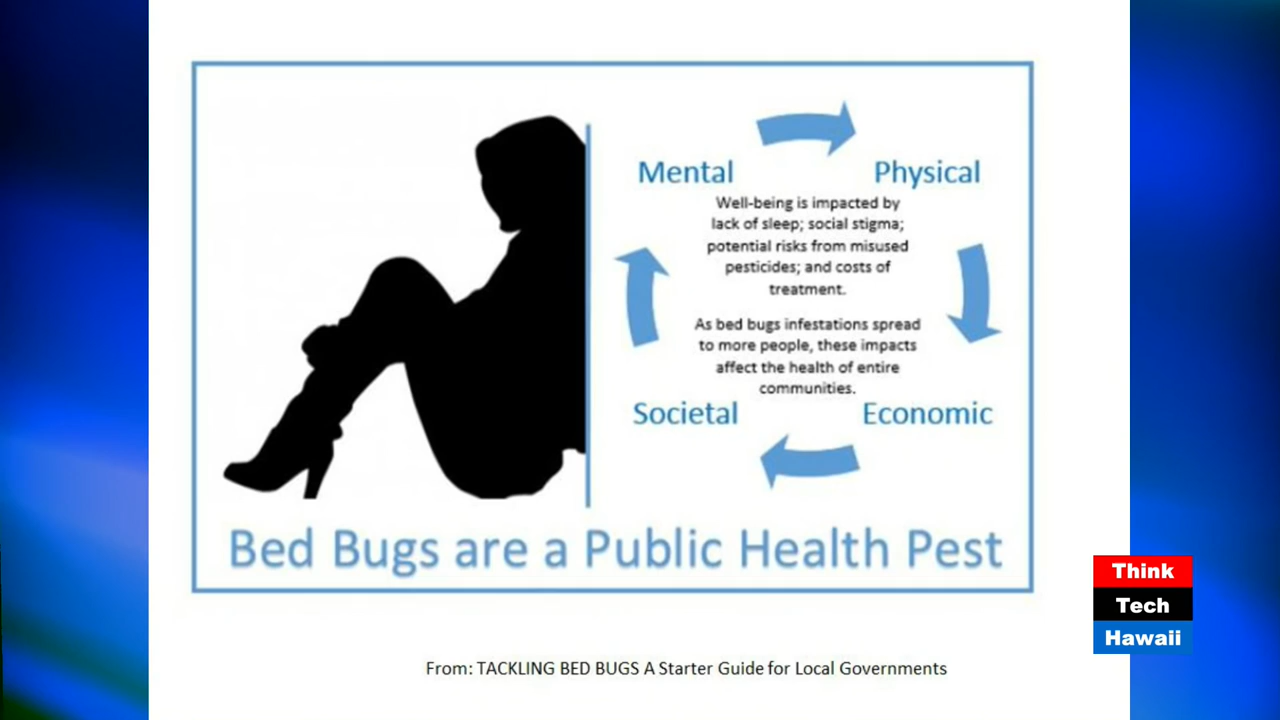 Mental
Physical
Well-being is impacted by
lack of sleep; social stigma;
potential risks from misused
pesticides; and costs of
treatment.
As bed bugs infestations spread
to more people, these impacts
affect the health of entire
communities.
Societal
Economic
Bed Bugs are a Public Health Pest
Think
Tech
Hawaii
From: TACKLING BED BUGS A Starter Guide for Local Governments